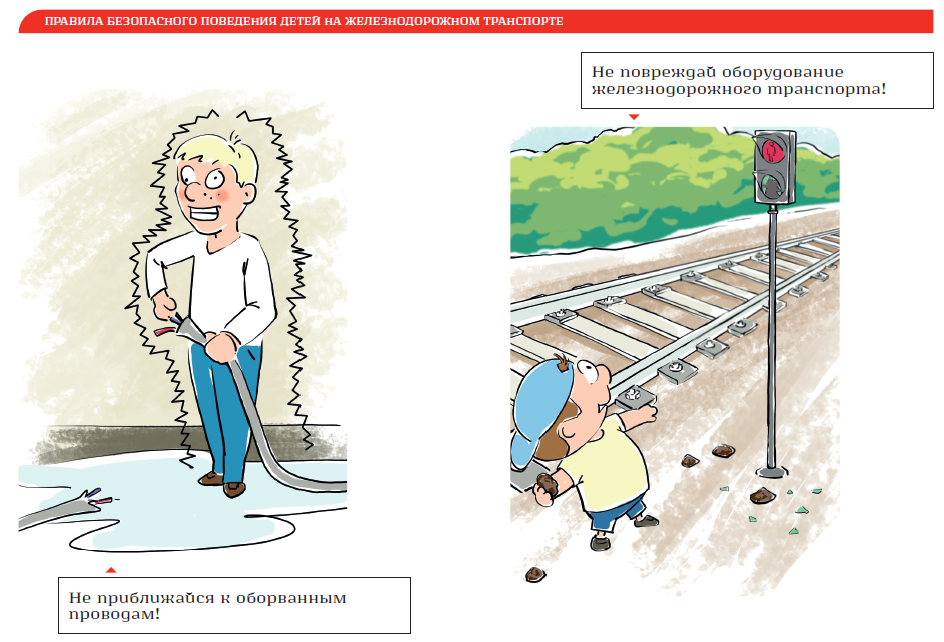 ПРАВИЛА БЕЗОПАСНОГО ПОВЕДЕНИЯ ДЕТЕЙ НА ЖЕЛЕЗНОДОРОЖНОМ ТРАНСПОРТЕ
Не повреждай оборудование
железнодорожного транспорта!
Не приближайся к оборванным
проводам!